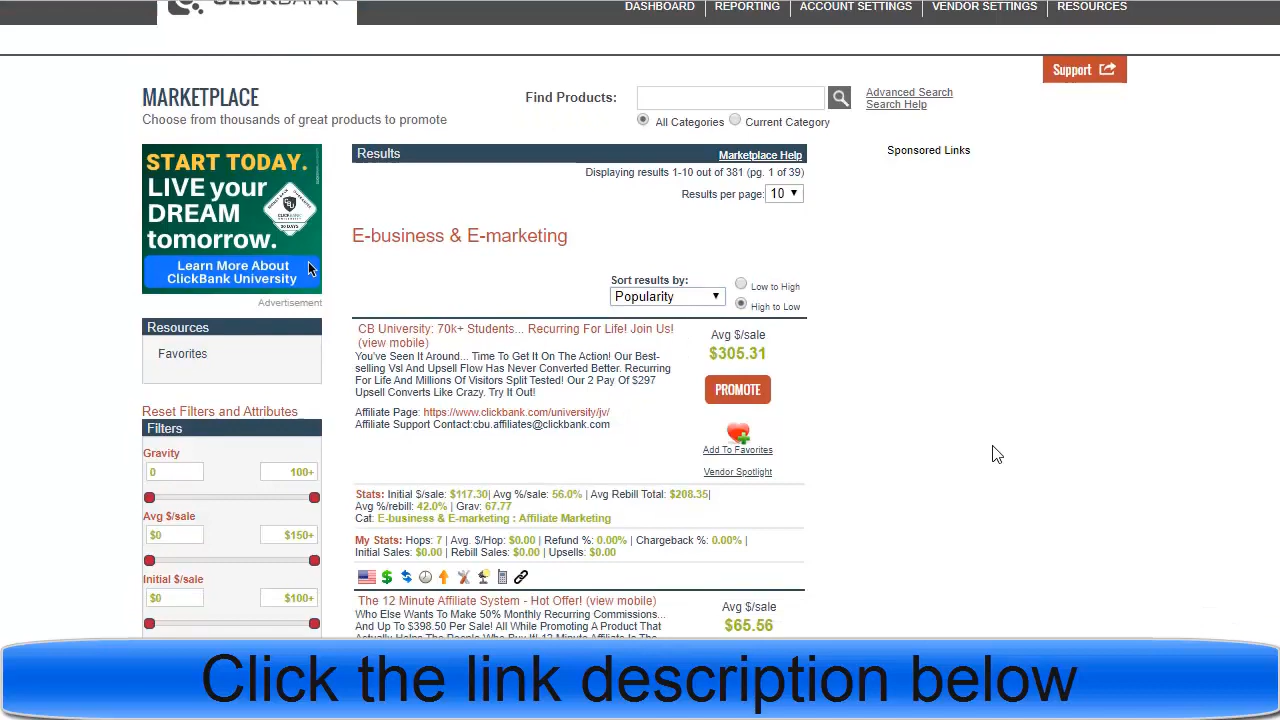 CLICKBANK
DASHBOARD
REPORTING
ACCOUNT SETTINGS
VENDOR SETTINGS
RESOURCES
Support
MARKETPLACE
Choose from thousands of great products to promote
Find Products:
All Categories
Current Category
Advanced Search
Search Help
START TODAY.
LIVE your
DREAM
tomorrow.
Learn More About
ClickBank University
Advertisement
Resources
Favorites
Reset Filters and Attributes
Filters
Gravity
0
100+
Avg $/sale
$0
$150+
Initial $/sale
$0
$100+
Results
Marketplace Help
Displaying results 1-10 out of 381 (pg. 1 of 39)
Results per page: 10
E-business & E-marketing
Sort results by:
Popularity
Low to High
High to Low
CB University: 70k+ Students... Recurring For Life! Join Us!
(view mobile)
You've Seen It Around... Time To Get It On The Action! Our Best-
selling Vsl And Upsell Flow Has Never Converted Better. Recurring
For Life And Millions Of Visitors Split Tested! Our 2 Pay Of $297
Upsell Converts Like Crazy. Try It Out!
Affiliate Page: https://www.clickbank.com/university/jv/
Affiliate Support Contact:cbu.affiliates@clickbank.com
Avg $/sale
$305.31
PROMOTE
Add To Favorites
Vendor Spotlight
Stats: Initial $/sale: $117.30| Avg %/sale: 56.0% | Avg Rebill Total: $208.35|
Avg %/rebill: 42.0% | Grav: 67.77
Cat: E-business & E-marketing : Affiliate Marketing
My Stats: Hops: 7 | Avg. $/Hop: $0.00 | Refund %: 0.00% | Chargeback %: 0.00% |
Initial Sales: $0.00 | Rebill Sales: $0.00 | Upsells: $0.00
The 12 Minute Affiliate System - Hot Offer! (view mobile)
Who Else Wants To Make 50% Monthly Recurring Commissions...
And Up To $398.50 Per Sale! All While Promoting A Product That
Actually Helps The People Who Buy It! 12 Minute Affiliate Is The
Avg $/sale
$65.56
Sponsored Links
Click the link description below